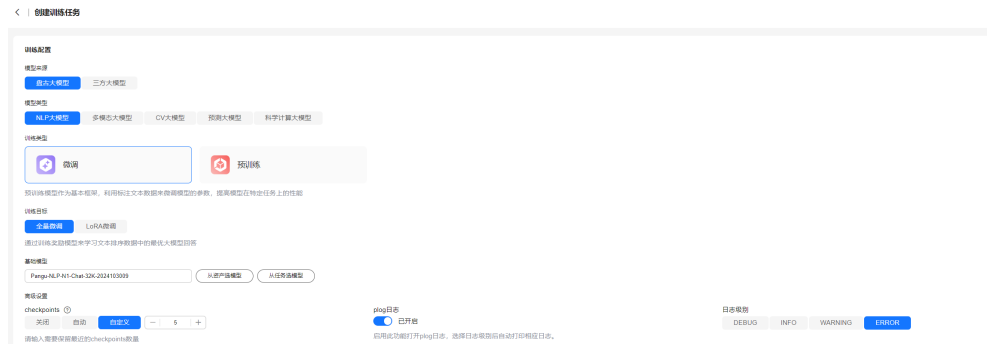 创建训练任务
训练配置
模型来源
盘古大模型 三方大模型
模型类型
NLP大模型 多模态大模型 CV大模型 预测大模型 科学计算大模型
训练类型
微调 预训练
预训练模型作为基本框架，利用标注文本数据来微调模型的参数，提高模型在特定任务上的性能
训练目标
全量微调 LoRA微调
通过训练奖励模型来学习文本排序数据中的最优大模型回答
基础模型
Pangu-NLP-N1-Chat-32K-2024103009 从资产选模型 从任务选模型
高级设置
checkpoints ? plog日志 日志级别
关闭 自动 自定义 — 5 + 已开启 DEBUG INFO WARNING ERROR
请输入需要保留最近的checkpoints数量 启用此功能打开plog日志，选择日志级别后自动打印相应日志。